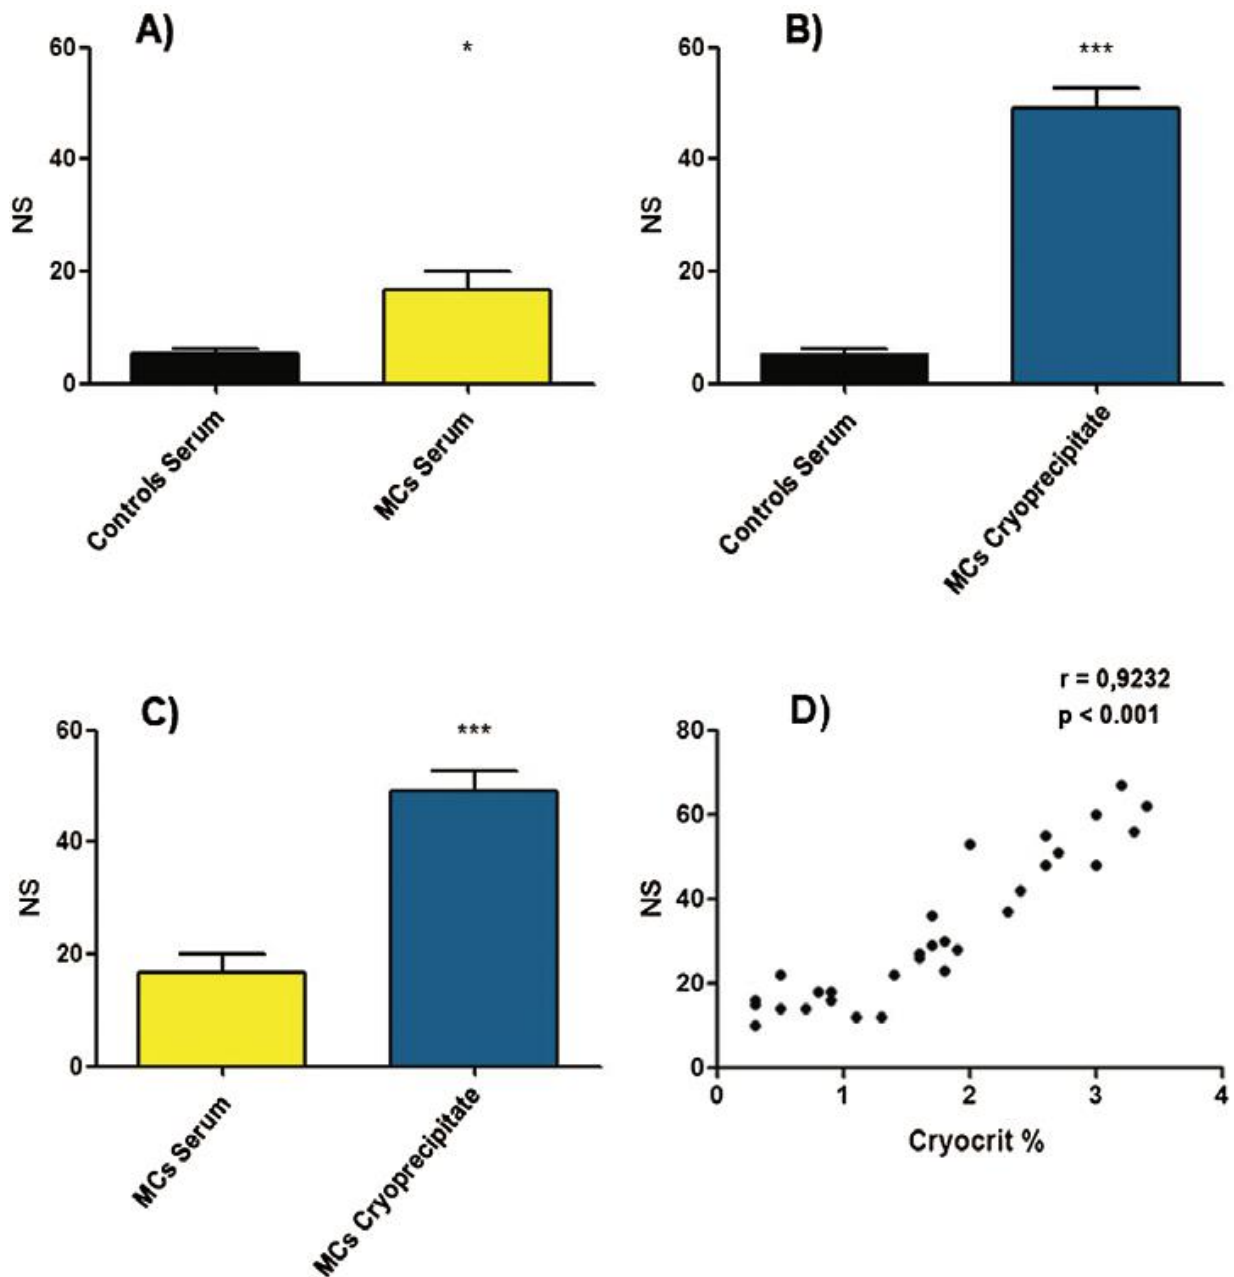 A)
*
60
40
20
0
NS
Controls Serum
MCs Serum
B)
***
60
40
20
0
NS
Controls Serum
MCs Cryoprecipitate
C)
***
60
40
20
0
NS
MCs Serum
MCs Cryoprecipitate
D)
r = 0,9232
p < 0.001
80
60
40
20
0
NS
0 1 2 3 4
Cryocrit %